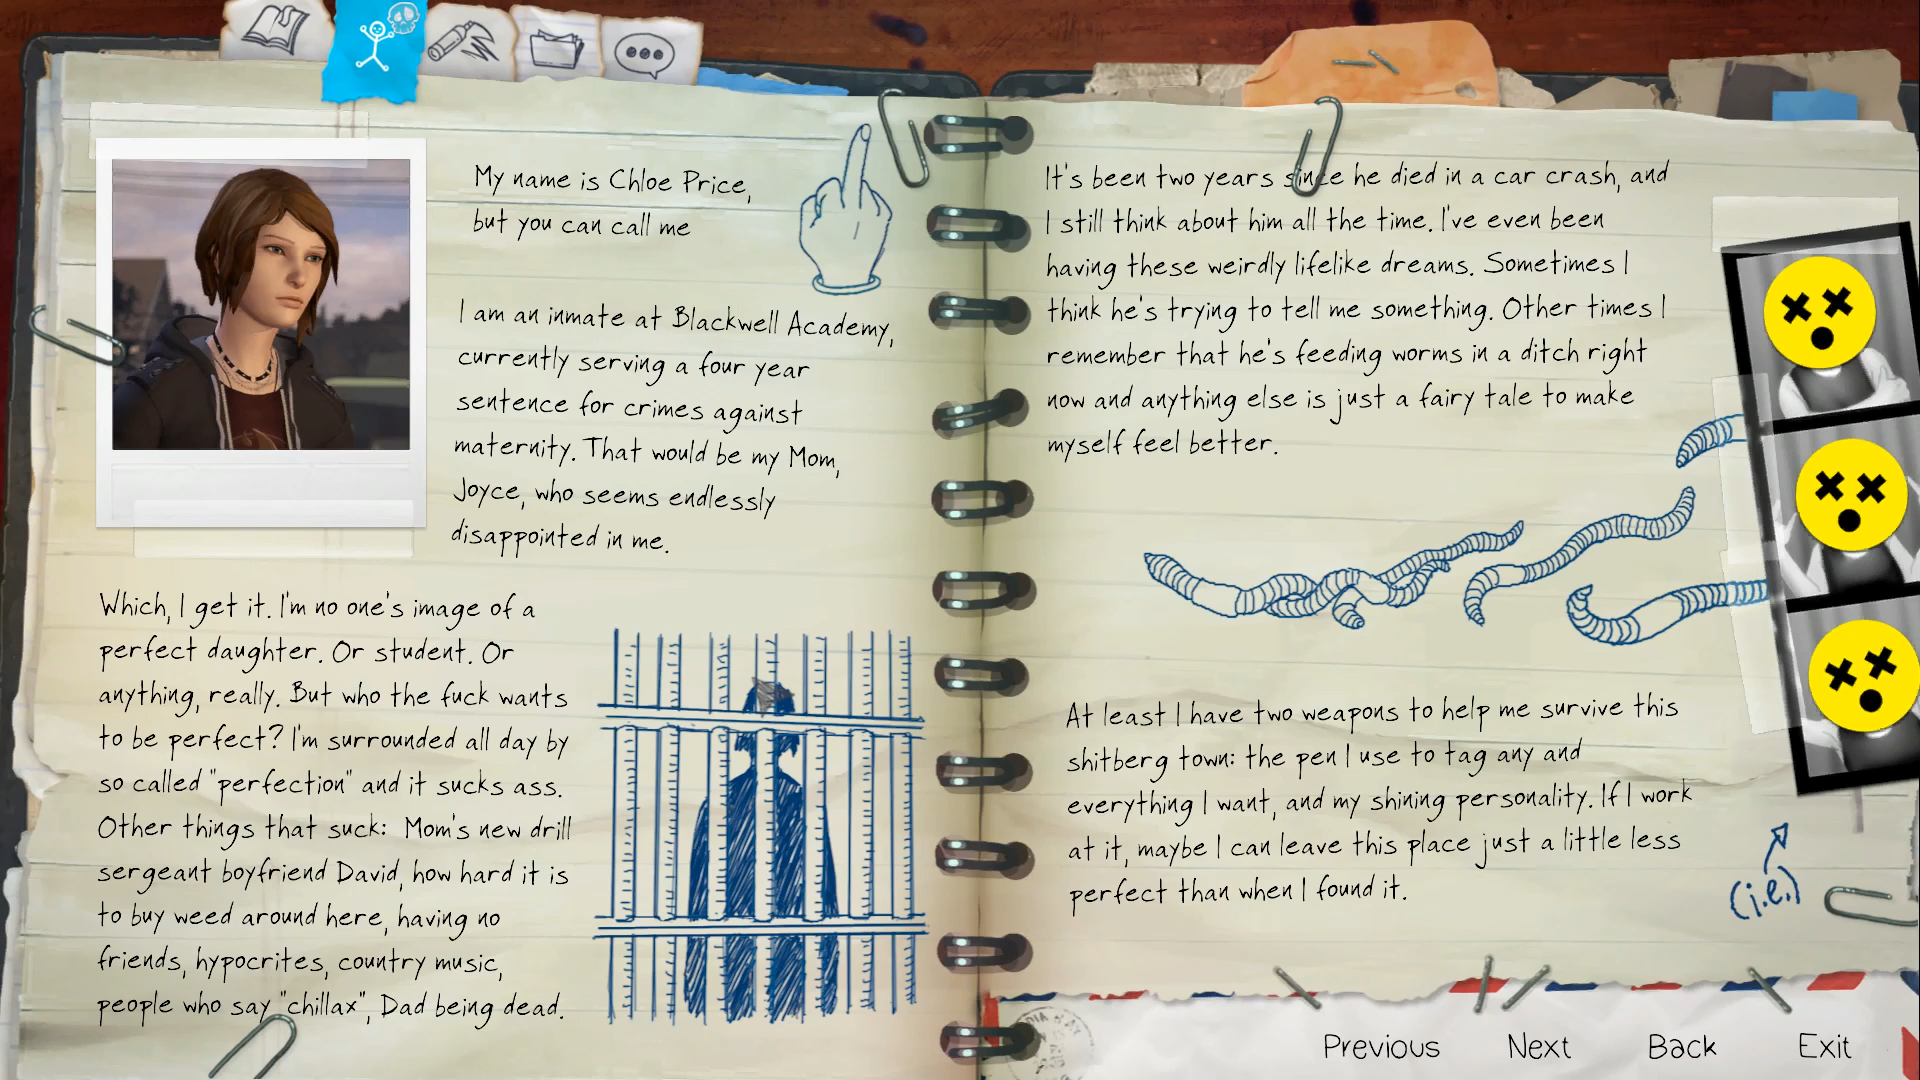 My name is Chloe Price,
but you can call me
I am an inmate at Blackwell Academy,
currently serving a four year
sentence for crimes against
maternity. That would be my Mom,
Joyce, who seems endlessly
disappointed in me.
Which, I get it. I'm no one's image of a
perfect daughter. Or student. Or
anything, really. But who the fuck wants
to be perfect? I'm surrounded all day by
so called "perfection" and it sucks ass.
Other things that suck: Mom's new drill
sergeant boyfriend David, how hard it is
to buy weed around here, having no
friends, hypocrites, country music,
people who say "chillax", Dad being dead.
It's been two years since he died in a car crash, and
I still think about him all the time. I've even been
having these weirdly lifelike dreams. Sometimes I
think he's trying to tell me something. Other times I
remember that he's feeding worms in a ditch right
now and anything else is just a fairy tale to make
myself feel better.
At least I have two weapons to help me survive this
shitberg town: the pen I use to tag any and
everything I want, and my shining personality. If I work
at it, maybe I can leave this place just a little less
perfect than when I found it.
(i.e.)
Previous Next Back Exit